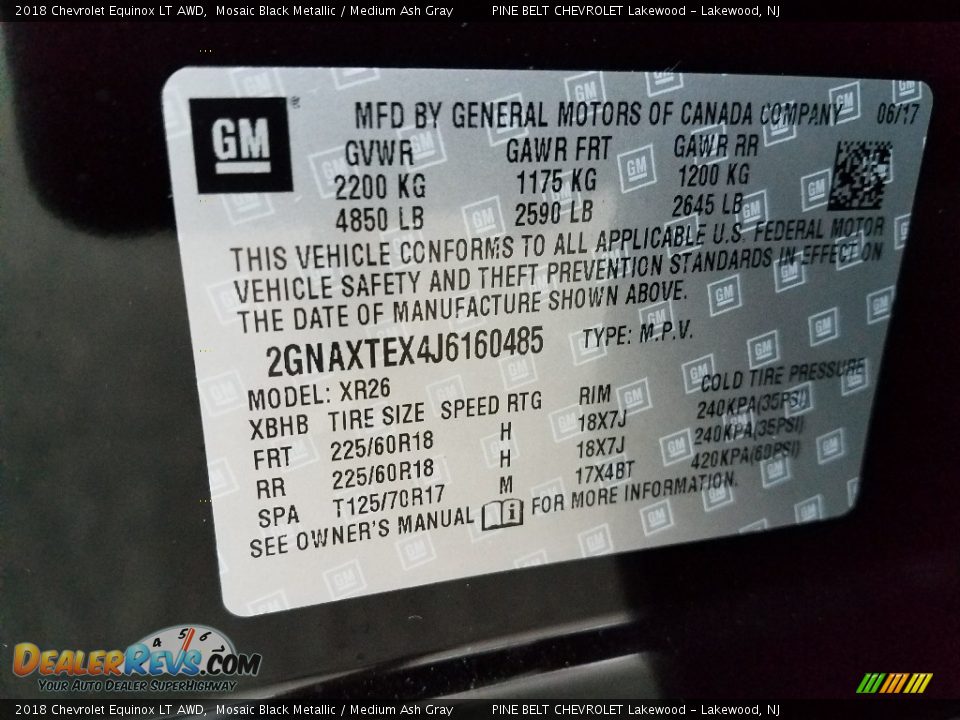 2018 Chevrolet Equinox LT AWD, Mosaic Black Metallic / Medium Ash Gray PINE BELT CHEVROLET Lakewood - Lakewood, NJ
GM ®
MFD BY GENERAL MOTORS OF CANADA COMPANY 06/17
GVWR GAWR FRT GAWR RR
2200 KG 1175 KG 1200 KG
4850 LB 2590 LB 2645 LB
THIS VEHICLE CONFORMS TO ALL APPLICABLE U.S. FEDERAL MOTOR
VEHICLE SAFETY AND THEFT PREVENTION STANDARDS IN EFFECT ON
THE DATE OF MANUFACTURE SHOWN ABOVE.
2GNAXTEX4J6160485 TYPE: M.P.V.
MODEL: XR26
XBHB TIRE SIZE SPEED RTG RIM COLD TIRE PRESSURE
FRT 225/60R18 H 18X7J 240KPA(35PSI)
RR 225/60R18 H 18X7J 240KPA(35PSI)
SPA T125/70R17 M 17X4BT 420KPA(60PSI)
SEE OWNER'S MANUAL i FOR MORE INFORMATION.
4 5 6
DEALERREVS.COM
YOUR AUTO DEALER SUPERHIGHWAY
2018 Chevrolet Equinox LT AWD, Mosaic Black Metallic / Medium Ash Gray PINE BELT CHEVROLET Lakewood - Lakewood, NJ